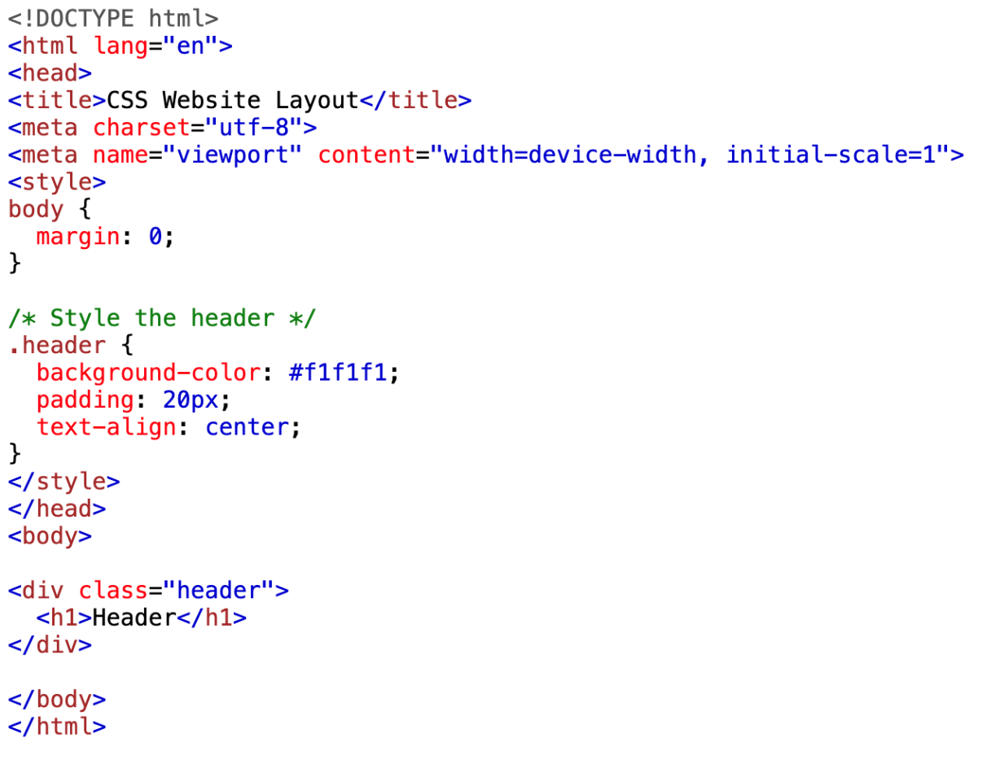 <!DOCTYPE html>
<html lang="en">
<head>
<title>CSS Website Layout</title>
<meta charset="utf-8">
<meta name="viewport" content="width=device-width, initial-scale=1">
<style>
body {
  margin: 0;
}

/* Style the header */
.header {
  background-color: #f1f1f1;
  padding: 20px;
  text-align: center;
}
</style>
</head>
<body>

<div class="header">
  <h1>Header</h1>
</div>

</body>
</html>